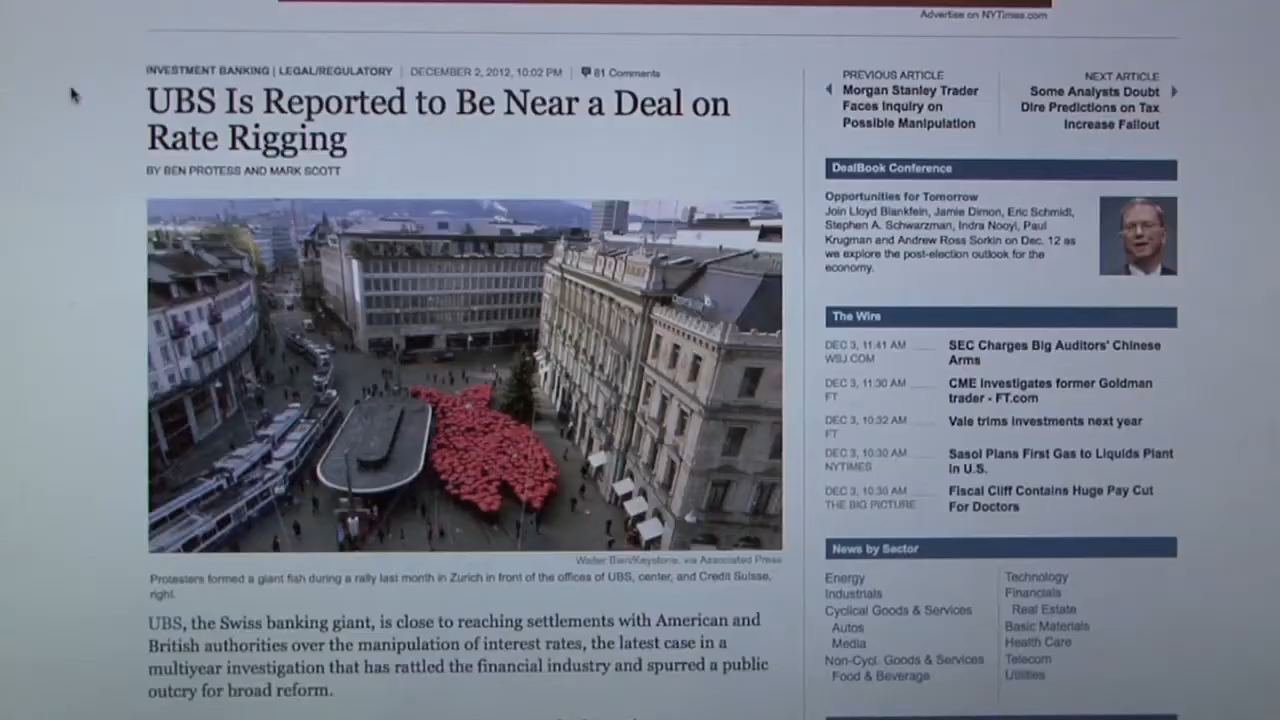 Advertise on NYTimes.com
INVESTMENT BANKING | LEGAL/REGULATORY | DECEMBER 2, 2012, 10:02 PM | 81 Comments
UBS Is Reported to Be Near a Deal on
Rate Rigging
BY BEN PROTESS AND MARK SCOTT
Walter Bieri/Keystone, via Associated Press
Protesters formed a giant fish during a rally last month in Zurich in front of the offices of UBS, center, and Credit Suisse,
right.
UBS, the Swiss banking giant, is close to reaching settlements with American and
British authorities over the manipulation of interest rates, the latest case in a
multiyear investigation that has rattled the financial industry and spurred a public
outcry for broad reform.
PREVIOUS ARTICLE
Morgan Stanley Trader
Faces Inquiry on
Possible Manipulation
NEXT ARTICLE
Some Analysts Doubt
Dire Predictions on Tax
Increase Fallout
DealBook Conference
Opportunities for Tomorrow
Join Lloyd Blankfein, Jamie Dimon, Eric Schmidt,
Stephen A. Schwarzman, Indra Nooyi, Paul
Krugman and Andrew Ross Sorkin on Dec. 12 as
we explore the post-election outlook for the
economy.
The Wire
DEC 3, 11:41 AM SEC Charges Big Auditors' Chinese
WSJ.COM Arms
DEC 3, 11:30 AM CME Investigates former Goldman
FT trader - FT.com
DEC 3, 10:32 AM Vale trims investments next year
FT
DEC 3, 10:30 AM Sasol Plans First Gas to Liquids Plant
NYTIMES in U.S.
DEC 3, 10:30 AM Fiscal Cliff Contains Huge Pay Cut
THE BIG PICTURE For Doctors
News by Sector
Energy
Industrials
Cyclical Goods & Services
Autos
Media
Non-Cycl. Goods & Services
Food & Beverage
Technology
Financials
Real Estate
Basic Materials
Health Care
Telecom
Utilities